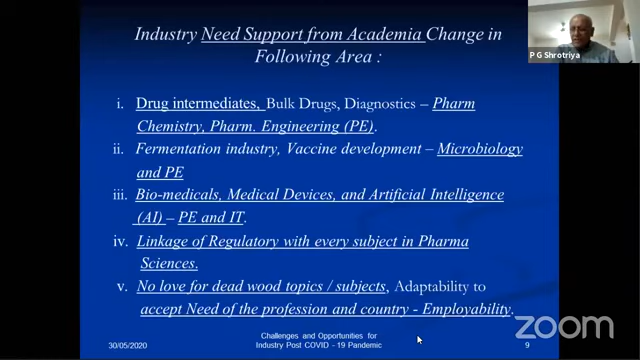 Industry Need Support from Academia Change in
Following Area :
P G Shrotriya
i. Drug intermediates, Bulk Drugs, Diagnostics – Pharm
Chemistry, Pharm. Engineering (PE).
ii. Fermentation industry, Vaccine development – Microbiology
and PE
iii. Bio-medicals, Medical Devices, and Artificial Intelligence
(AI) – PE and IT.
iv. Linkage of Regulatory with every subject in Pharma
Sciences.
v. No love for dead wood topics / subjects, Adaptability to
accept Need of the profession and country - Employability.
30/05/2020
Challenges and Opportunities for
Industry Post COVID - 19 Pandemic
9
zoom